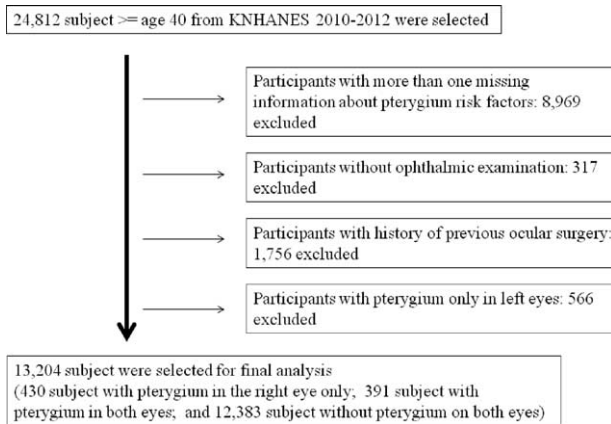 24,812 subject >= age 40 from KNHANES 2010-2012 were selected
Participants with more than one missing
information about pterygium risk factors: 8,969
excluded
Participants without ophthalmic examination: 317
excluded
Participants with history of previous ocular surgery:
1,756 excluded
Participants with pterygium only in left eyes: 566
excluded
13,204 subject were selected for final analysis
(430 subject with pterygium in the right eye only; 391 subject with
pterygium in both eyes; and 12,383 subject without pterygium on both eyes)